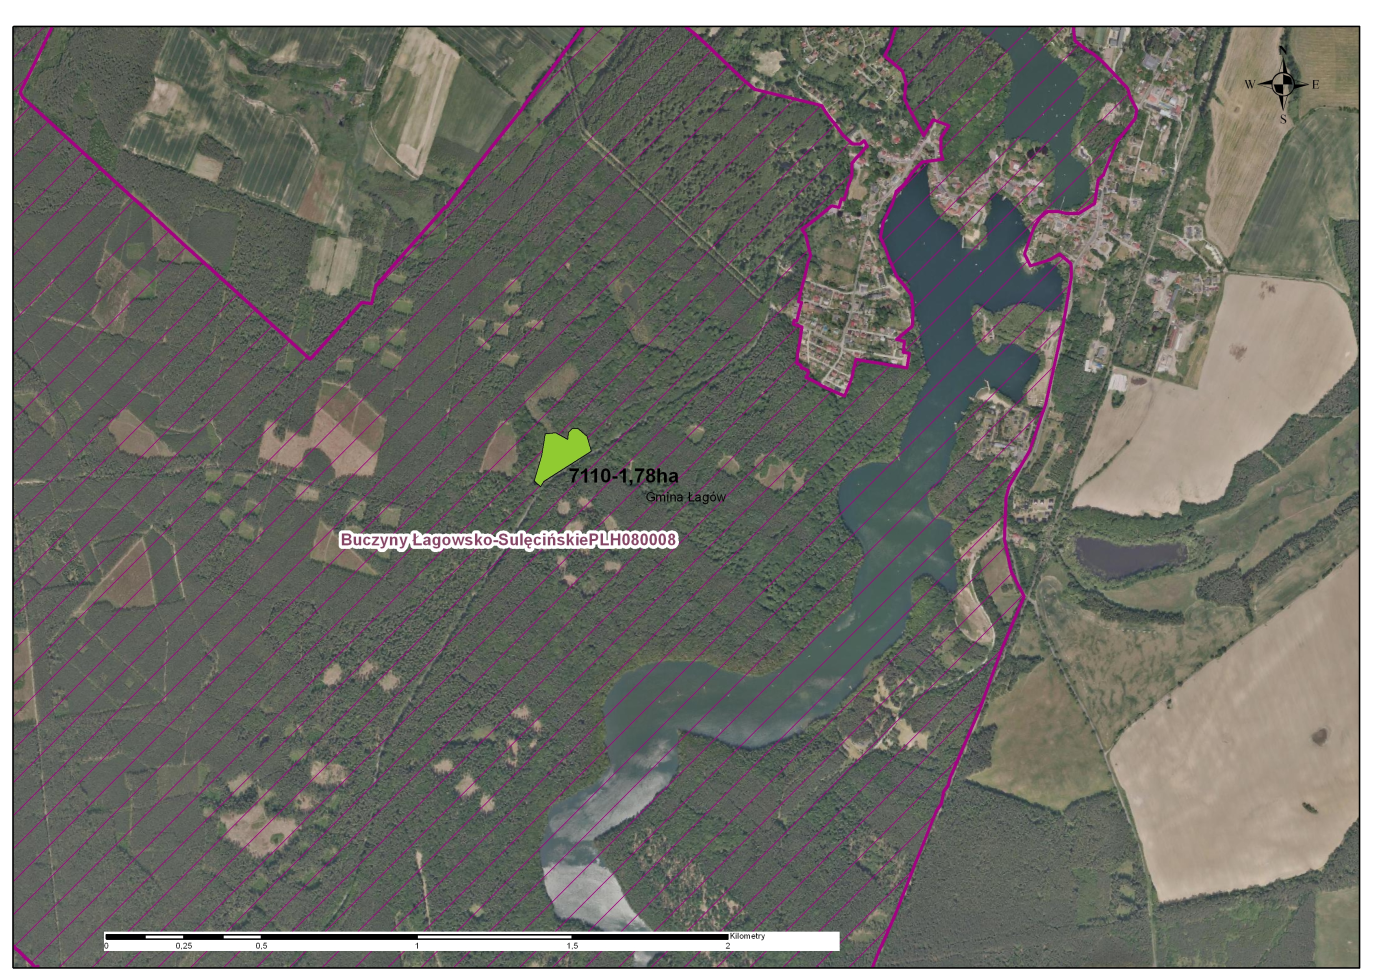 N
W E
S
7110-1,78ha
Gmina Łagów
Buczyny Łagowsko-SulęcińskiePLH080008
Kilometry
0 0,25 0,5 1 1,5 2